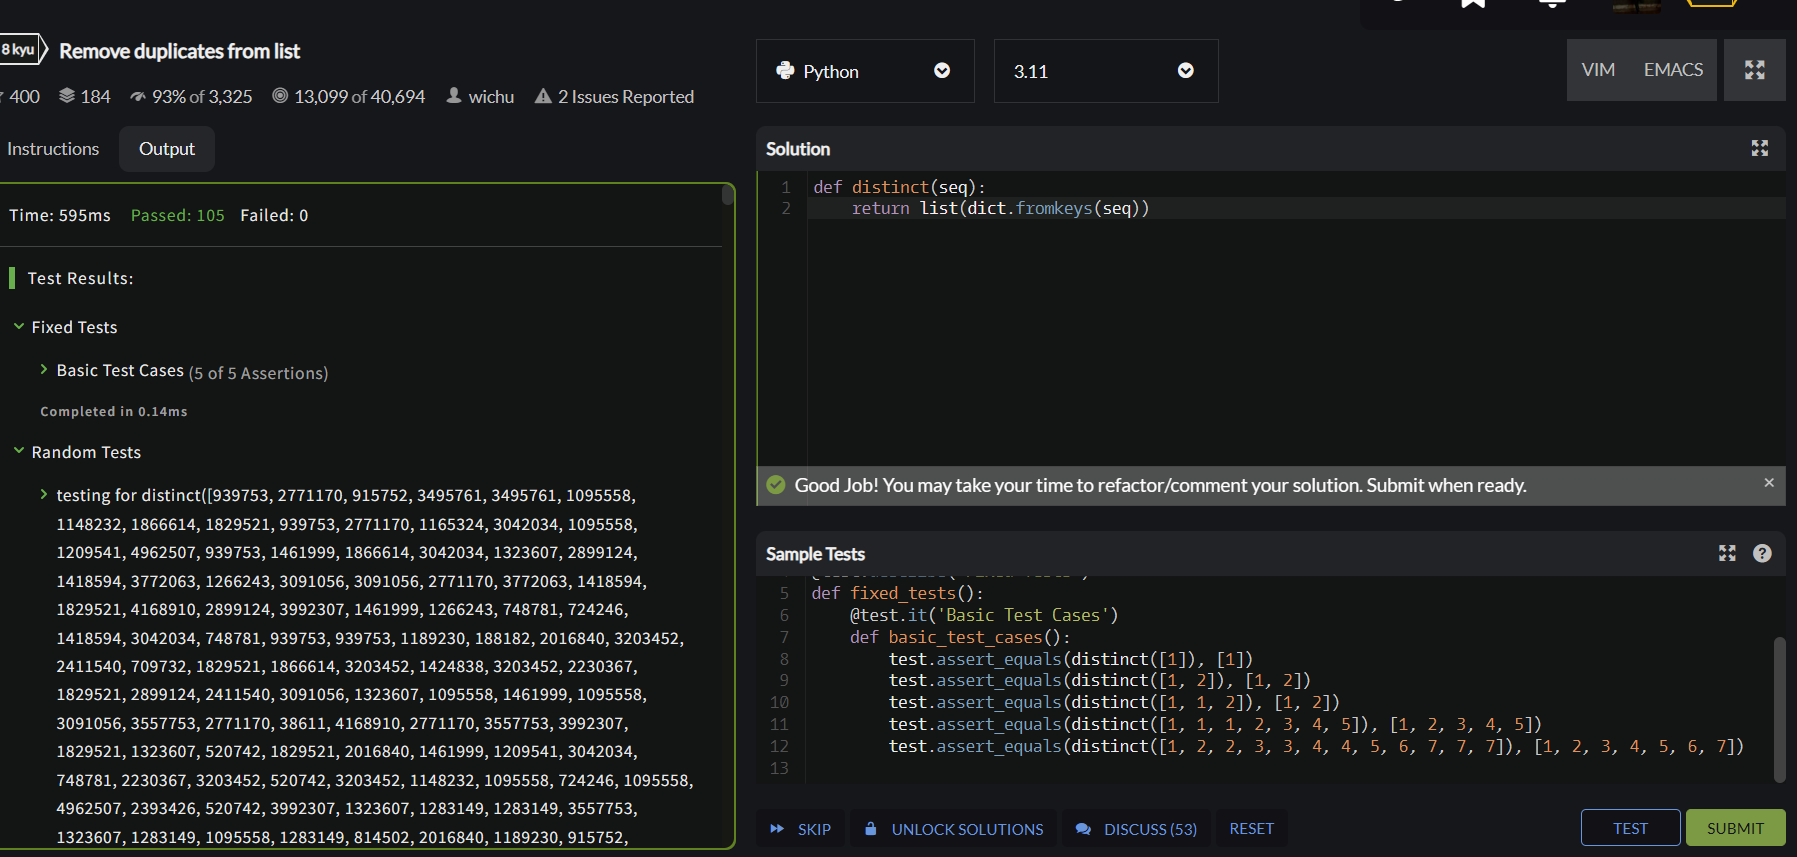 8 kyu Remove duplicates from list
400 184 93% of 3,325 13,099 of 40,694 wichu 2 Issues Reported
Instructions Output
Time: 595ms Passed: 105 Failed: 0
Test Results:
Fixed Tests
Basic Test Cases (5 of 5 Assertions)
Completed in 0.14ms
Random Tests
testing for distinct([939753, 2771170, 915752, 3495761, 3495761, 1095558,
1148232, 1866614, 1829521, 939753, 2771170, 1165324, 3042034, 1095558,
1209541, 4962507, 939753, 1461999, 1866614, 3042034, 1323607, 2899124,
1418594, 3772063, 1266243, 3091056, 3091056, 2771170, 3772063, 1418594,
1829521, 4168910, 2899124, 3992307, 1461999, 1266243, 748781, 724246,
1418594, 3042034, 748781, 939753, 939753, 1189230, 188182, 2016840, 3203452,
2411540, 709732, 1829521, 1866614, 3203452, 1424838, 3203452, 2230367,
1829521, 2899124, 2411540, 3091056, 1323607, 1095558, 1461999, 1095558,
3091056, 3557753, 2771170, 38611, 4168910, 2771170, 3557753, 3992307,
1829521, 1323607, 520742, 1829521, 2016840, 1461999, 1209541, 3042034,
748781, 2230367, 3203452, 520742, 3203452, 1148232, 1095558, 724246, 1095558,
4962507, 2393426, 520742, 3992307, 1323607, 1283149, 1283149, 3557753,
1323607, 1283149, 1095558, 1283149, 814502, 2016840, 1189230, 915752,
Python 3.11 VIM EMACS
Solution
1 def distinct(seq):
2 return list(dict.fromkeys(seq))
Good Job! You may take your time to refactor/comment your solution. Submit when ready. ×
Sample Tests ?
5 def fixed_tests():
6 @test.it('Basic Test Cases')
7 def basic_test_cases():
8 test.assert_equals(distinct([1]), [1])
9 test.assert_equals(distinct([1, 2]), [1, 2])
10 test.assert_equals(distinct([1, 1, 2]), [1, 2])
11 test.assert_equals(distinct([1, 1, 1, 2, 3, 4, 5]), [1, 2, 3, 4, 5])
12 test.assert_equals(distinct([1, 2, 2, 3, 3, 4, 4, 5, 6, 7, 7, 7]), [1, 2, 3, 4, 5, 6, 7])
13
SKIP UNLOCK SOLUTIONS DISCUSS (53) RESET TEST SUBMIT